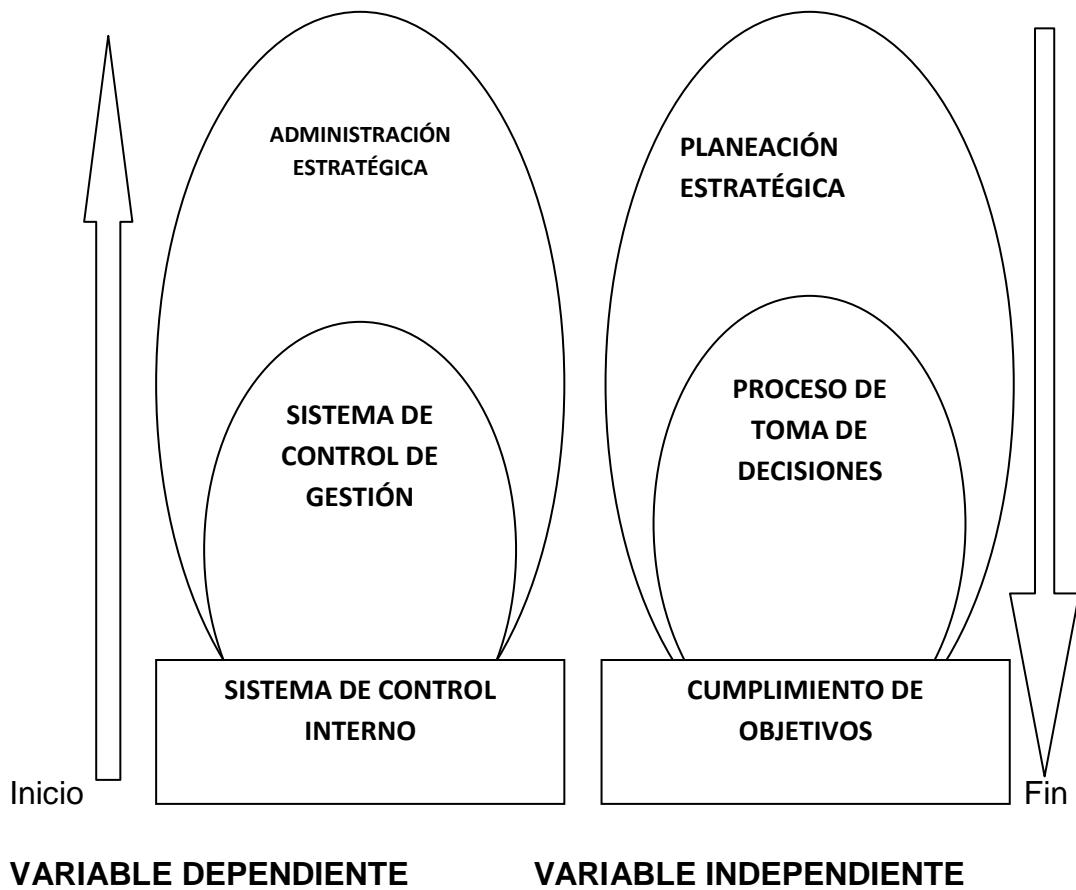 ADMINISTRACIÓN
ESTRATÉGICA
PLANEACIÓN
ESTRATÉGICA
SISTEMA DE
CONTROL DE
GESTIÓN
PROCESO DE
TOMA DE
DECISIONES
SISTEMA DE CONTROL
INTERNO
CUMPLIMIENTO DE
OBJETIVOS
Inicio
Fin
VARIABLE DEPENDIENTE
VARIABLE INDEPENDIENTE